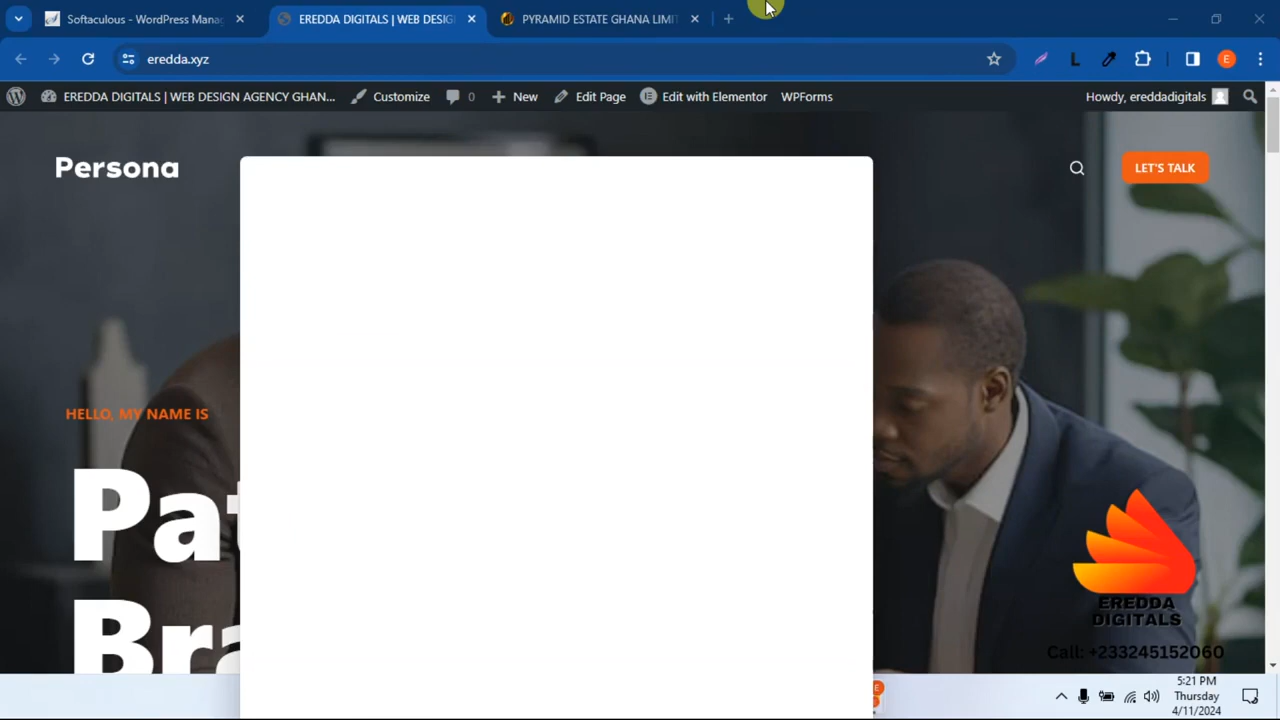 Softaculous - WordPress Mana
EREDDA DIGITALS | WEB DESIG
PYRAMID ESTATE GHANA LIMI
eredda.xyz
EREDDA DIGITALS | WEB DESIGN AGENCY GHAN...
Customize
0
New
Edit Page
Edit with Elementor
WPForms
Howdy, ereddadigitals
Persona
LET'S TALK
HELLO, MY NAME IS
Pat
Bra
EREDDA
DIGITALS
Call: +233245152060
5:21 PM
Thursday
4/11/2024